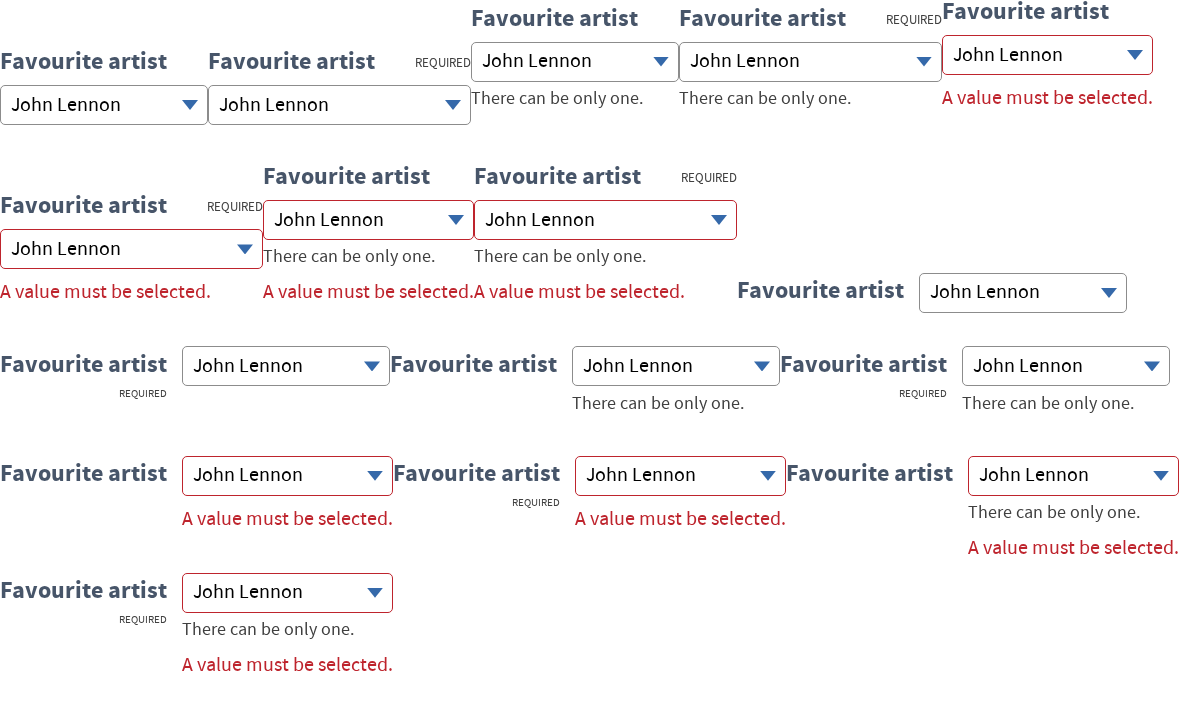 Favourite artist
John Lennon
Favourite artist REQUIRED
John Lennon
Favourite artist
John Lennon
There can be only one.
Favourite artist REQUIRED
John Lennon
There can be only one.
Favourite artist
John Lennon
A value must be selected.
Favourite artist REQUIRED
John Lennon
A value must be selected.
Favourite artist
John Lennon
There can be only one.
A value must be selected.
Favourite artist REQUIRED
John Lennon
There can be only one.
A value must be selected.
Favourite artist John Lennon
Favourite artist John Lennon
REQUIRED
Favourite artist John Lennon
There can be only one.
Favourite artist John Lennon
REQUIRED There can be only one.
Favourite artist John Lennon
A value must be selected.
Favourite artist John Lennon
REQUIRED
A value must be selected.
Favourite artist John Lennon
There can be only one.
A value must be selected.
Favourite artist John Lennon
REQUIRED There can be only one.
A value must be selected.